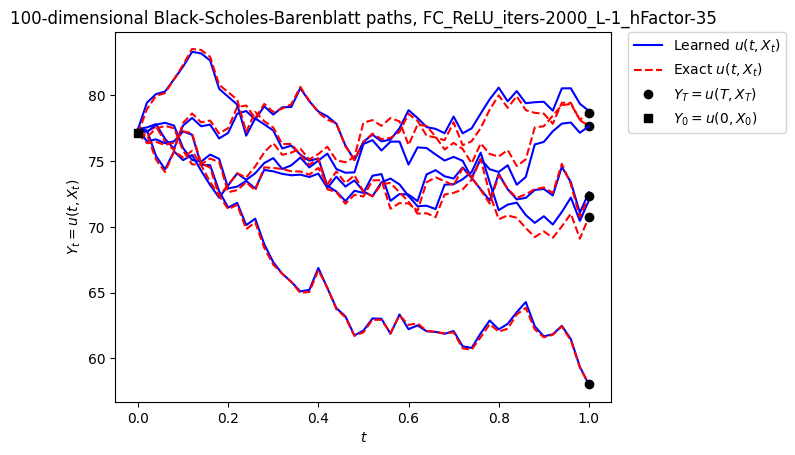 100-dimensional Black-Scholes-Barenblatt paths, FC_ReLU_iters-2000_L-1_hFactor-35
Learned u(t, X_t)
Exact u(t, X_t)
Y_T = u(T, X_T)
Y_0 = u(0, X_0)
Y_t = u(t, X_t)
80
75
70
65
60
0.0 0.2 0.4 0.6 0.8 1.0
t